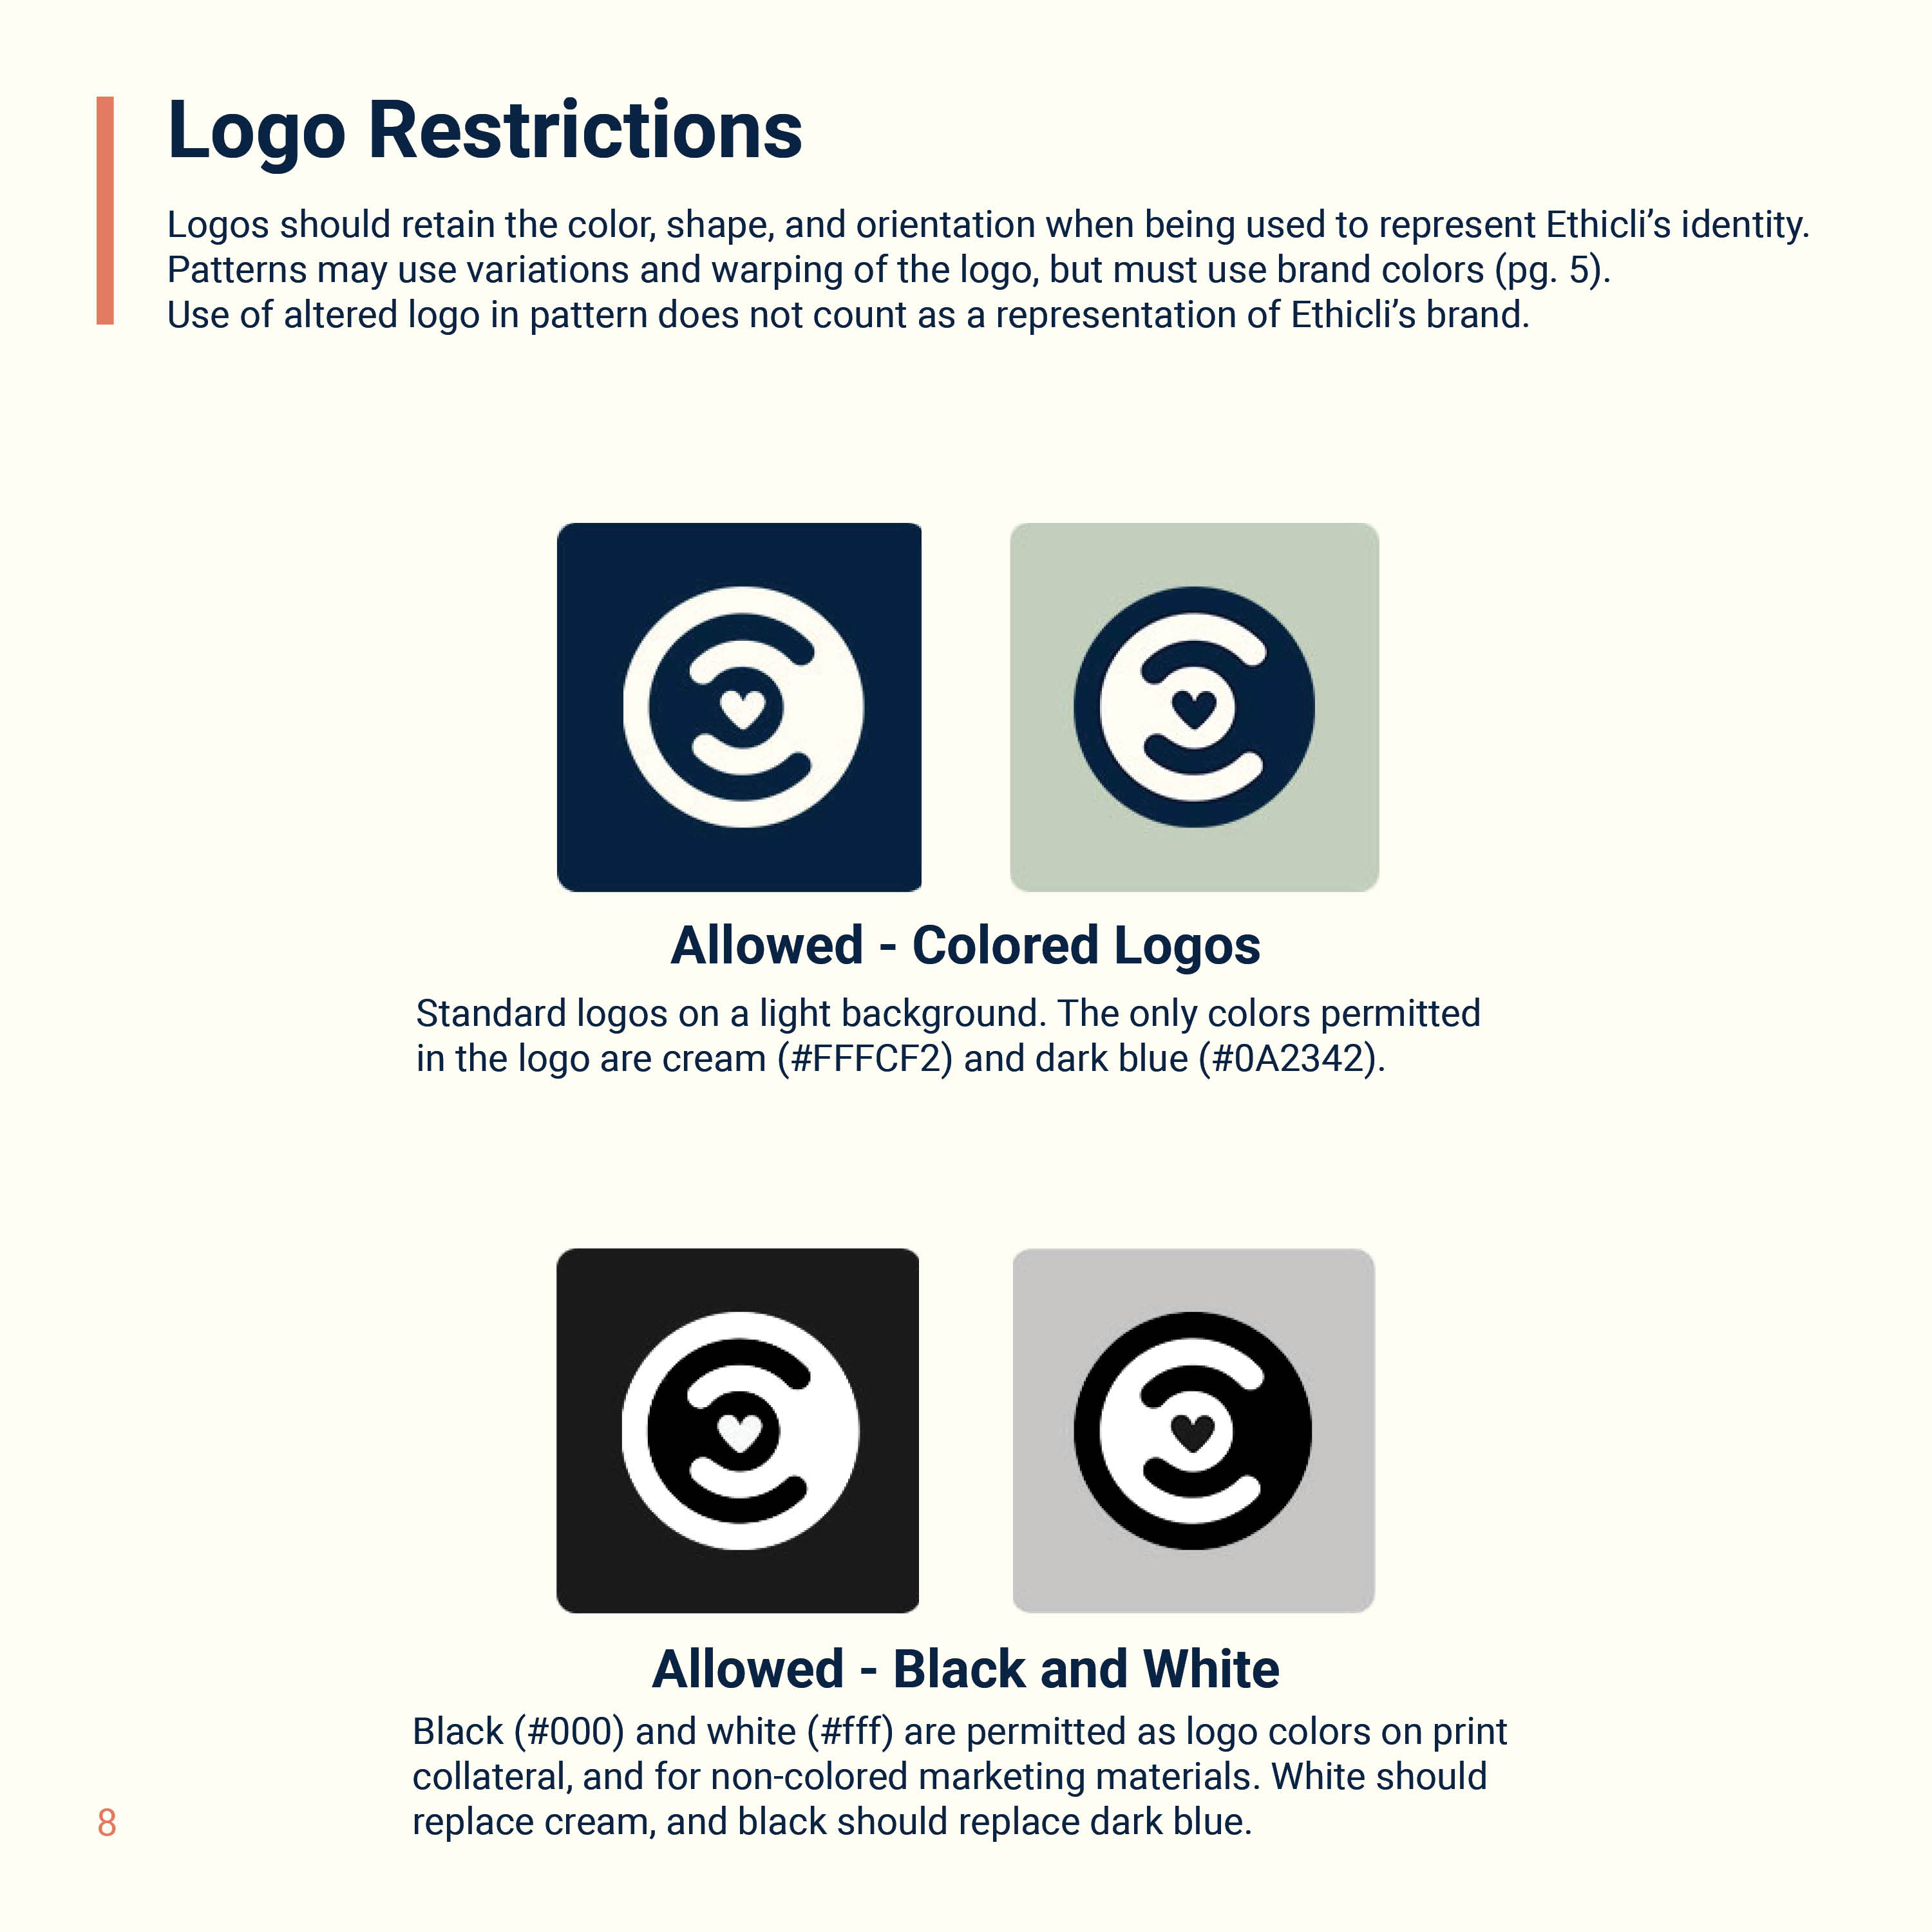 Logo Restrictions
Logos should retain the color, shape, and orientation when being used to represent Ethicli’s identity.
Patterns may use variations and warping of the logo, but must use brand colors (pg. 5).
Use of altered logo in pattern does not count as a representation of Ethicli’s brand.
Allowed - Colored Logos
Standard logos on a light background. The only colors permitted
in the logo are cream (#FFFCF2) and dark blue (#0A2342).
Allowed - Black and White
Black (#000) and white (#fff) are permitted as logo colors on print
collateral, and for non-colored marketing materials. White should
replace cream, and black should replace dark blue.
8